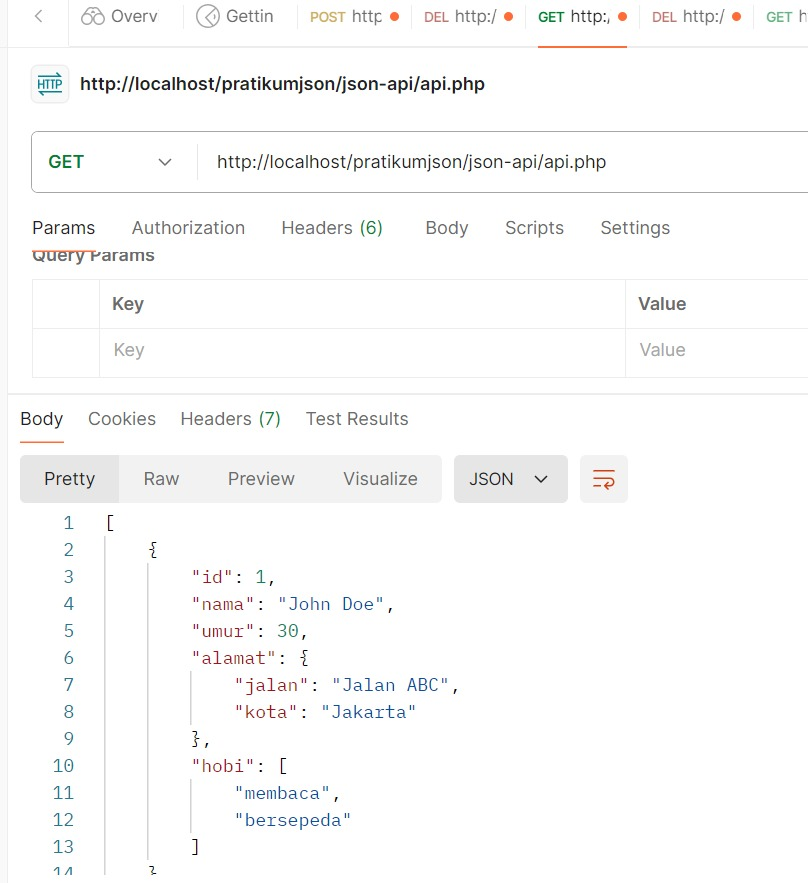 Overv Gettin POST http DEL http:/ GET http:/ DEL http:/ GET h
HTTP http://localhost/pratikumjson/json-api/api.php
GET http://localhost/pratikumjson/json-api/api.php
Params Authorization Headers (6) Body Scripts Settings
Query Params
Key Value
Key Value
Body Cookies Headers (7) Test Results
Pretty Raw Preview Visualize JSON
1 [
2 {
3 "id": 1,
4 "nama": "John Doe",
5 "umur": 30,
6 "alamat": {
7 "jalan": "Jalan ABC",
8 "kota": "Jakarta"
9 },
10 "hobi": [
11 "membaca",
12 "bersepeda"
13 ]
14 }